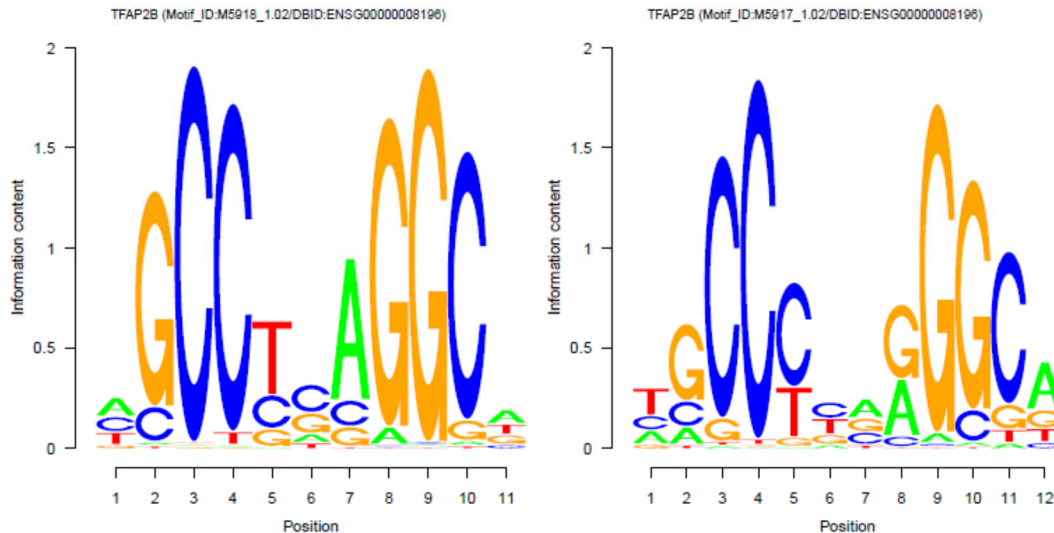 TFAP2B (Motif_ID:M5918_1.02/DBID:ENSG00000008196)
2
1.5
1
0.5
0
Information content
1 2 3 4 5 6 7 8 9 10 11
Position
TFAP2B (Motif_ID:M5917_1.02/DBID:ENSG00000008196)
2
1.5
1
0.5
0
Information content
1 2 3 4 5 6 7 8 9 10 11 12
Position